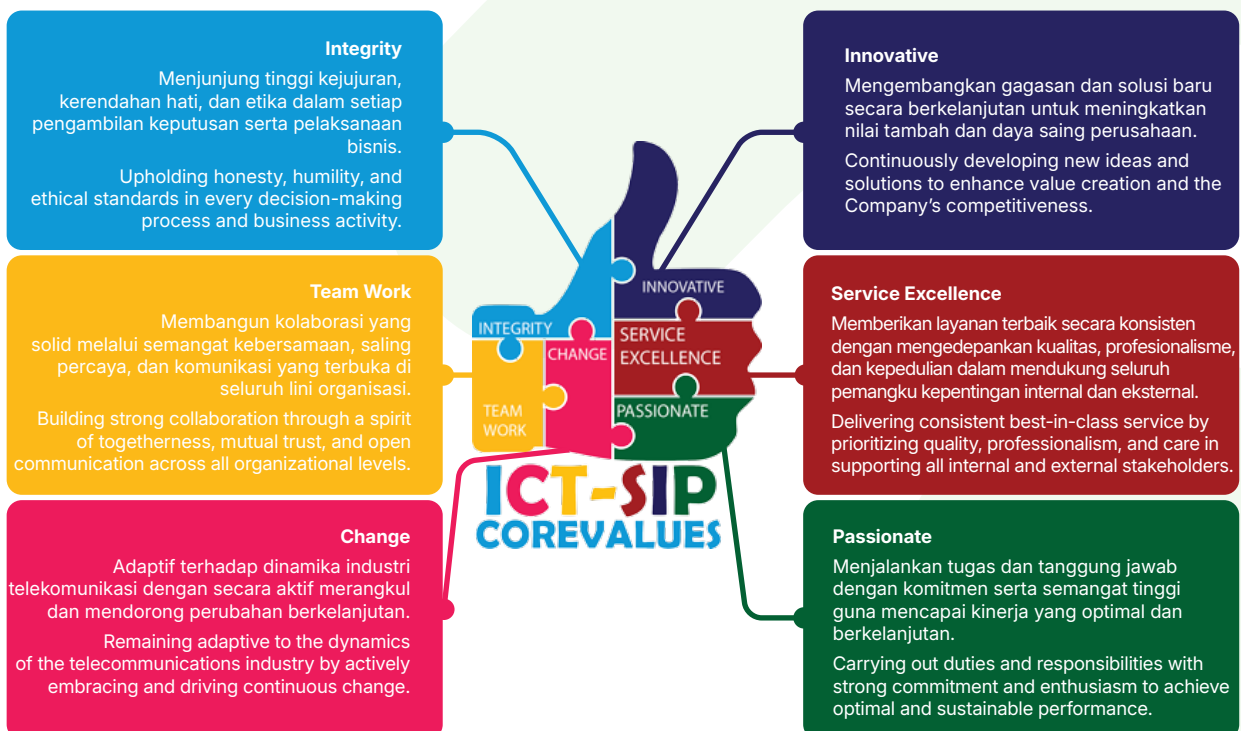 Integrity
Menjunjung tinggi kejujuran,
kerendahan hati, dan etika dalam setiap
pengambilan keputusan serta pelaksanaan
bisnis.
Upholding honesty, humility, and
ethical standards in every decision-making
process and business activity.
Team Work
Membangun kolaborasi yang
solid melalui semangat kebersamaan, saling
percaya, dan komunikasi yang terbuka di
seluruh lini organisasi.
Building strong collaboration through a spirit
of togetherness, mutual trust, and open
communication across all organizational levels.
Change
Adaptif terhadap dinamika industri
telekomunikasi dengan secara aktif merangkul
dan mendorong perubahan berkelanjutan.
Remaining adaptive to the dynamics
of the telecommunications industry by actively
embracing and driving continuous change.
INTEGRITY
INNOVATIVE
CHANGE
SERVICE
EXCELLENCE
TEAM
WORK
PASSIONATE
ICT-SIP
COREVALUES
Innovative
Mengembangkan gagasan dan solusi baru
secara berkelanjutan untuk meningkatkan
nilai tambah dan daya saing perusahaan.
Continuously developing new ideas and
solutions to enhance value creation and the
Company’s competitiveness.
Service Excellence
Memberikan layanan terbaik secara konsisten
dengan mengedepankan kualitas, profesionalisme,
dan kepedulian dalam mendukung seluruh
pemangku kepentingan internal dan eksternal.
Delivering consistent best-in-class service by
prioritizing quality, professionalism, and care in
supporting all internal and external stakeholders.
Passionate
Menjalankan tugas dan tanggung jawab
dengan komitmen serta semangat tinggi
guna mencapai kinerja yang optimal dan
berkelanjutan.
Carrying out duties and responsibilities with
strong commitment and enthusiasm to achieve
optimal and sustainable performance.